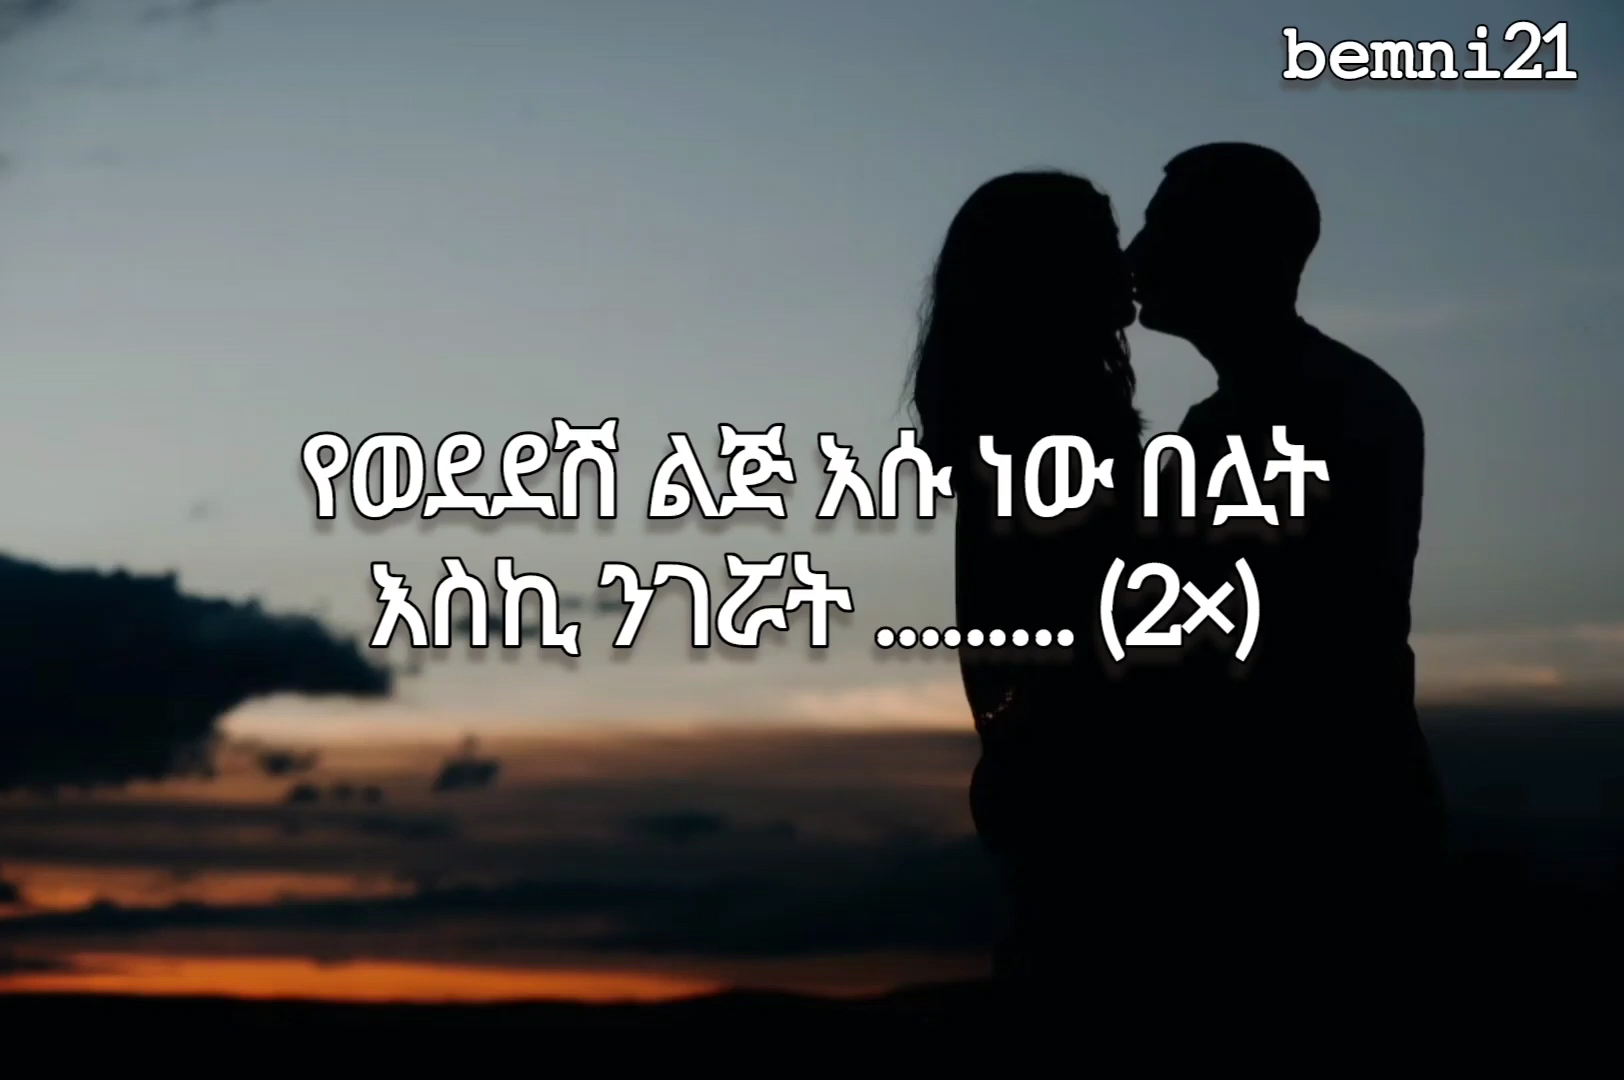 bemni21
የወደደሽ ልጅ እሱ ነው በሏት
እስኪ ንገሯት ......... (2×)